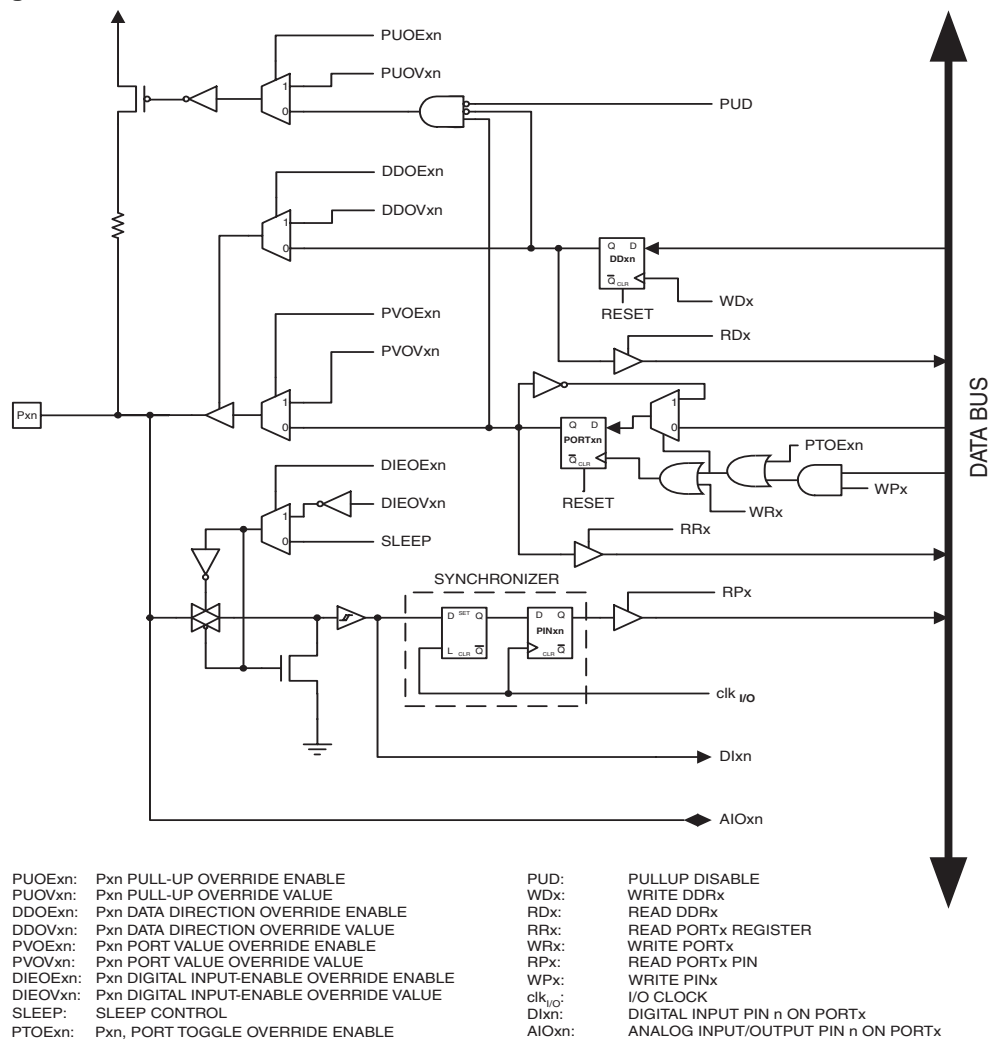 PUOExn
PUOVxn
1
0
PUD
DDOExn
DDOVxn
1
0
Q D
DDxn
Q CLR
WDx
RESET
RDx
PVOExn
PVOVxn
1
0
Pxn
1
0
Q D
PORTxn
Q CLR
RESET
PTOExn
WPx
WRx
RRx
DATA BUS
DIEOExn
DIEOVxn
1
0
SLEEP
SYNCHRONIZER
D SET Q
L CLR Q
D Q
PINxn
CLR Q
RPx
clk I/O
DIxn
AIOxn
PUOExn: Pxn PULL-UP OVERRIDE ENABLE
PUOVxn: Pxn PULL-UP OVERRIDE VALUE
DDOExn: Pxn DATA DIRECTION OVERRIDE ENABLE
DDOVxn: Pxn DATA DIRECTION OVERRIDE VALUE
PVOExn: Pxn PORT VALUE OVERRIDE ENABLE
PVOVxn: Pxn PORT VALUE OVERRIDE VALUE
DIEOExn: Pxn DIGITAL INPUT-ENABLE OVERRIDE ENABLE
DIEOVxn: Pxn DIGITAL INPUT-ENABLE OVERRIDE VALUE
SLEEP: SLEEP CONTROL
PTOExn: Pxn, PORT TOGGLE OVERRIDE ENABLE
PUD: PULLUP DISABLE
WDx: WRITE DDRx
RDx: READ DDRx
RRx: READ PORTx REGISTER
WRx: WRITE PORTx
RPx: READ PORTx PIN
WPx: WRITE PINx
clk I/O: I/O CLOCK
DIxn: DIGITAL INPUT PIN n ON PORTx
AIOxn: ANALOG INPUT/OUTPUT PIN n ON PORTx